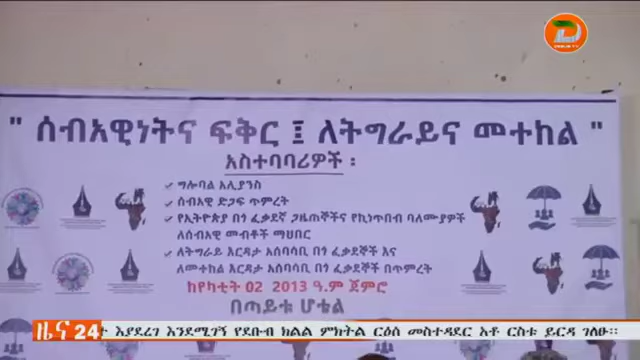 " ሰብአዊነትና ፍቅር ፤ ለትግራይና መተከል "
አስተባባሪዎች ፡
ግሎባል አሊያንስ
ሰብአዊ ድጋፍ ጥምረት
የኢትዮጵያ በጎ ፈቃደኛ ጋዜጠኞችና የኪነጥበብ ባለሙያዎች
ለሰብአዊ መብቶች ማህበር
ለትግራይ እርዳታ አሰባሳቢ በጎ ፈቃደኞች እና
ለመተከል እርዳታ አሰባሳቢ በጎ ፈቃደኞች በጥምረት
ከየካቲት 02 2013 ዓ.ም ጀምሮ
በጣይቱ ሆቴል
ዜና 24 እያደረገ እንደሚገኝ የደቡብ ክልል ምክትል ርዕሰ መስተዳደር አቶ ርስቱ ይርዳ ገለፁ፡፡